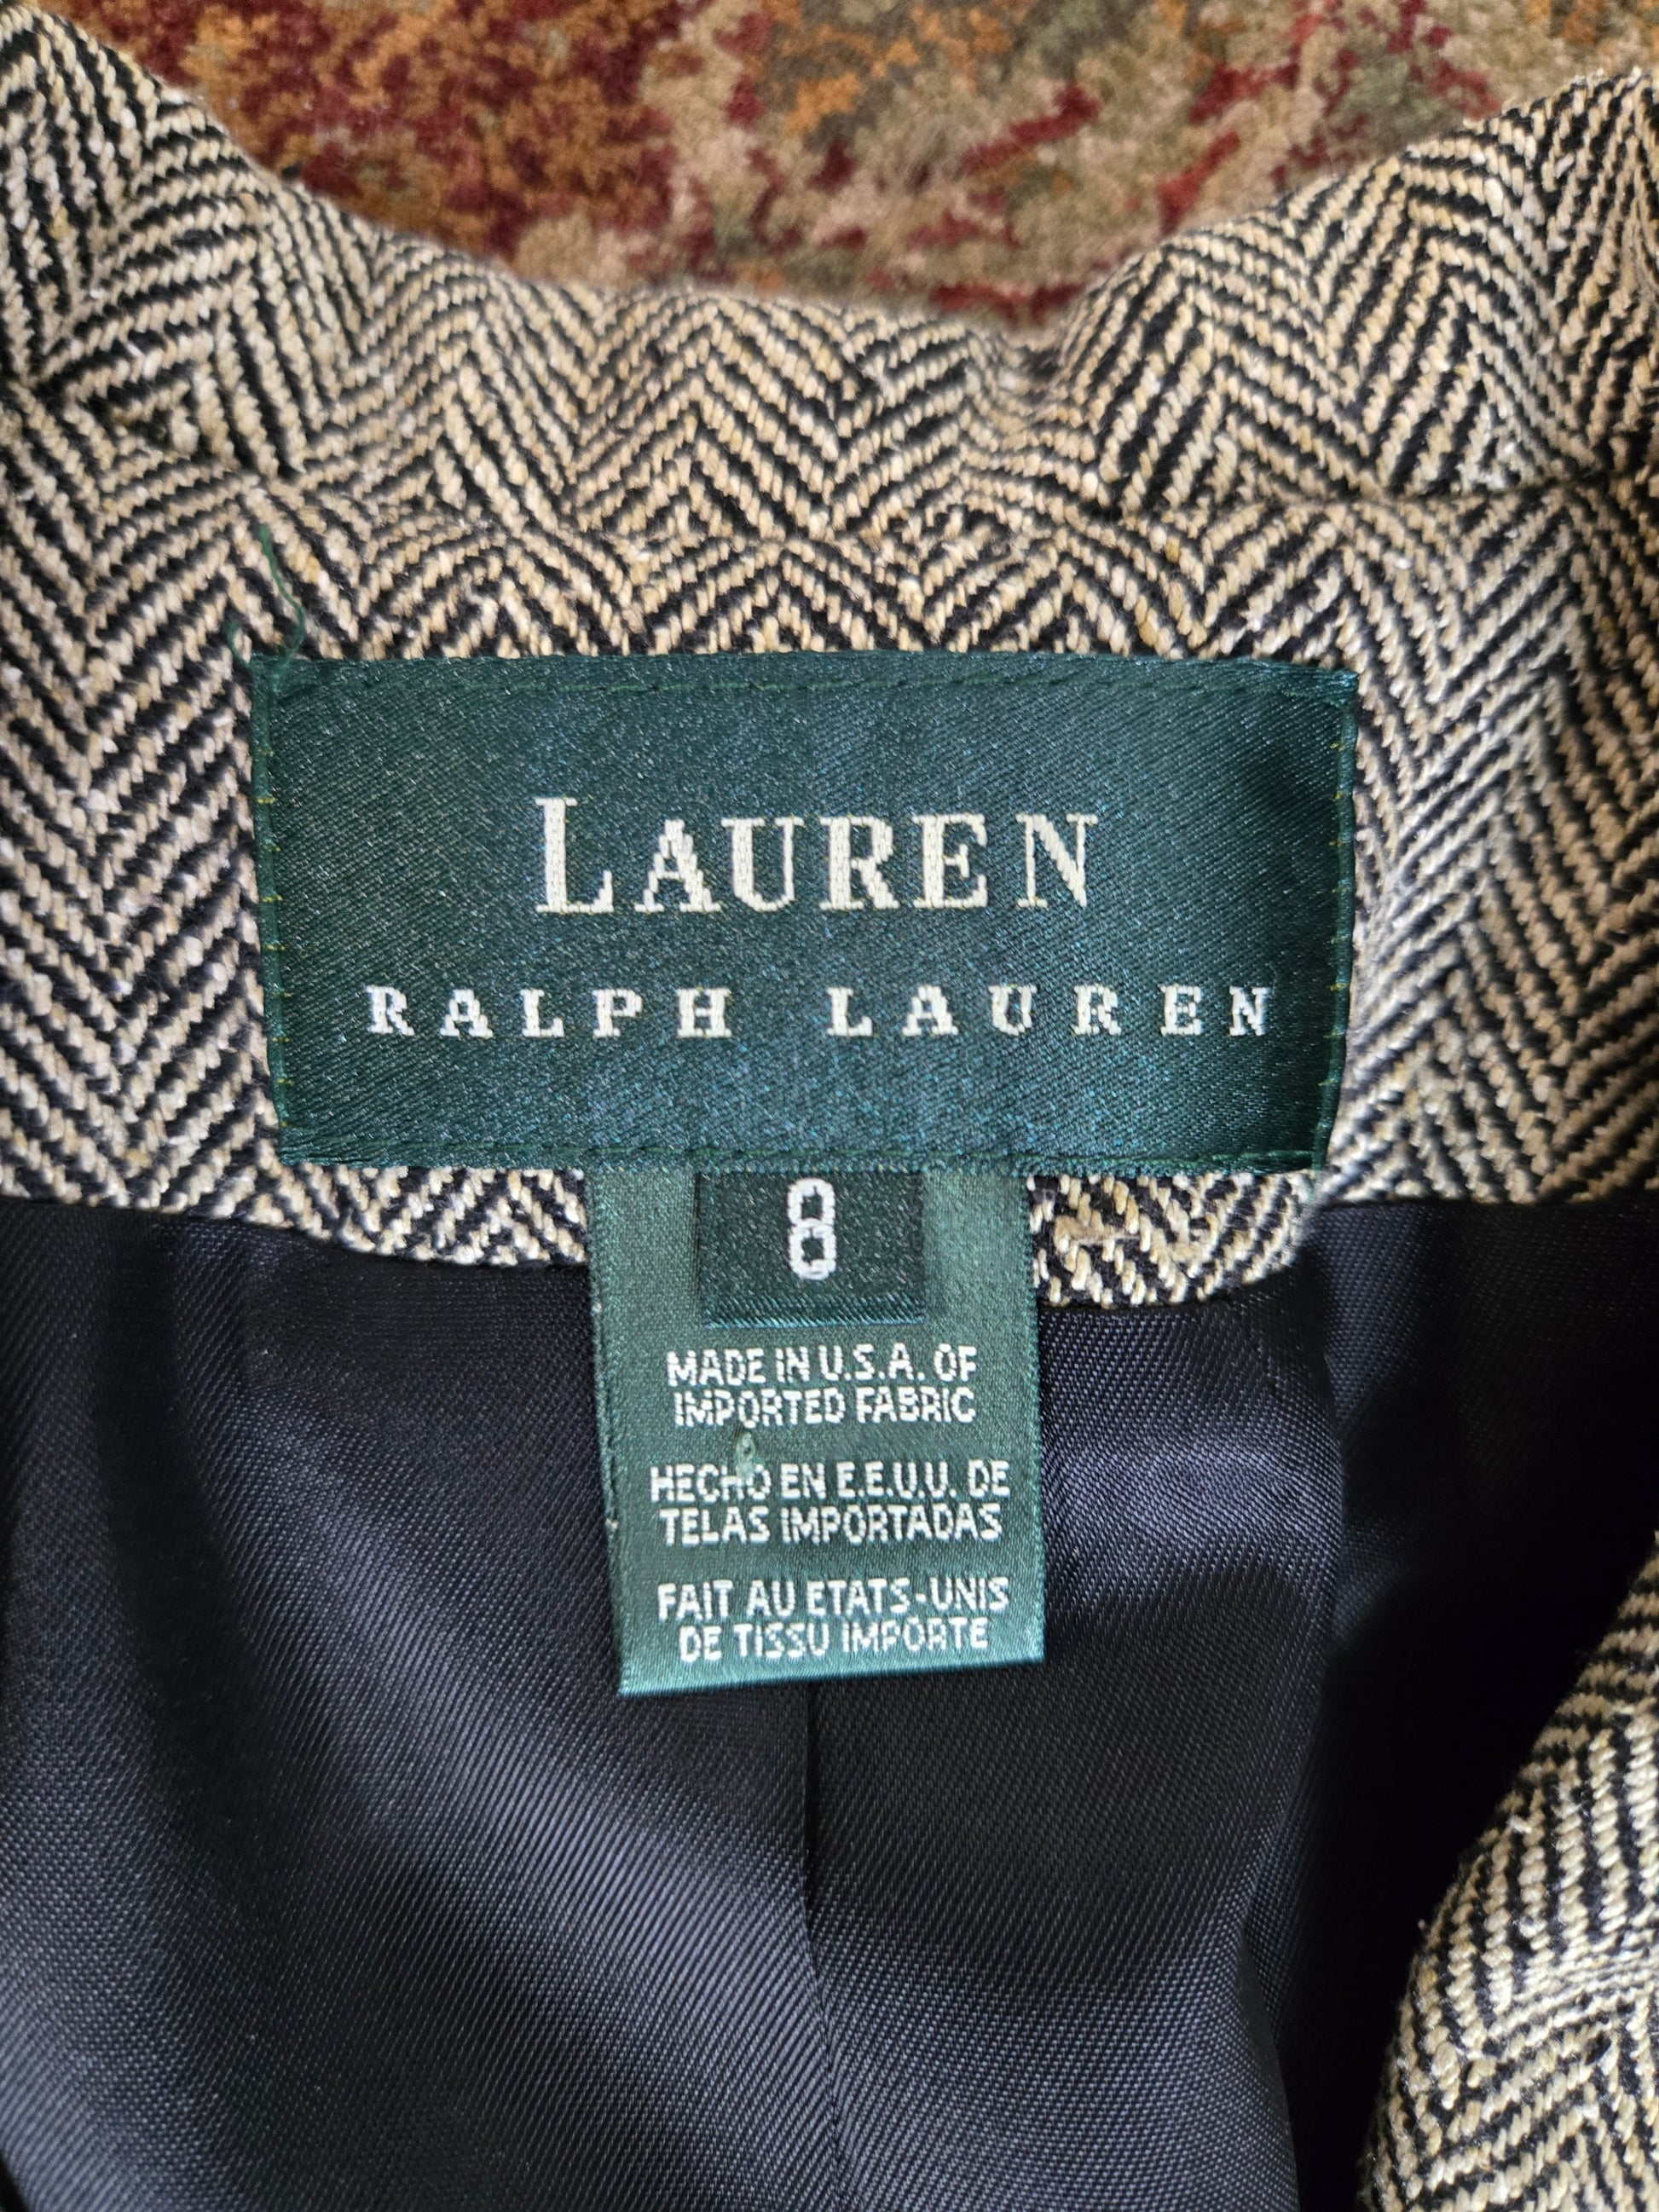 LAUREN
RALPH LAUREN
8
MADE IN U.S.A. OF
IMPORTED FABRIC
HECHO EN E.E.U.U. DE
TELAS IMPORTADAS
FAIT AU ETATS-UNIS
DE TISSU IMPORTE